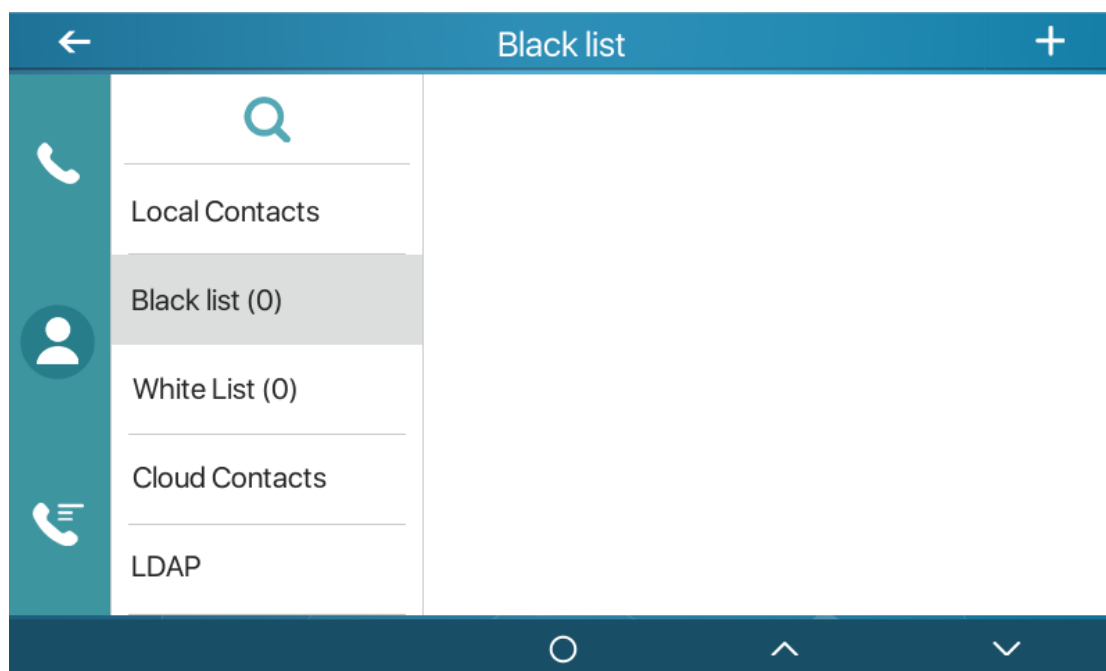 Black list
Local Contacts
Black list (0)
White List (0)
Cloud Contacts
LDAP